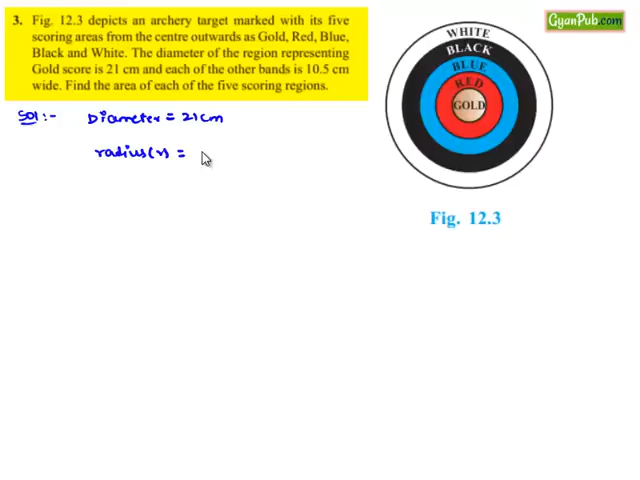 3. Fig. 12.3 depicts an archery target marked with its five
scoring areas from the centre outwards as Gold, Red, Blue,
Black and White. The diameter of the region representing
Gold score is 21 cm and each of the other bands is 10.5 cm
wide. Find the area of each of the five scoring regions.
Sol :- Diameter = 21cm
radius(r) =
GyanPub.com
WHITE
BLACK
BLUE
RED
GOLD
Fig. 12.3